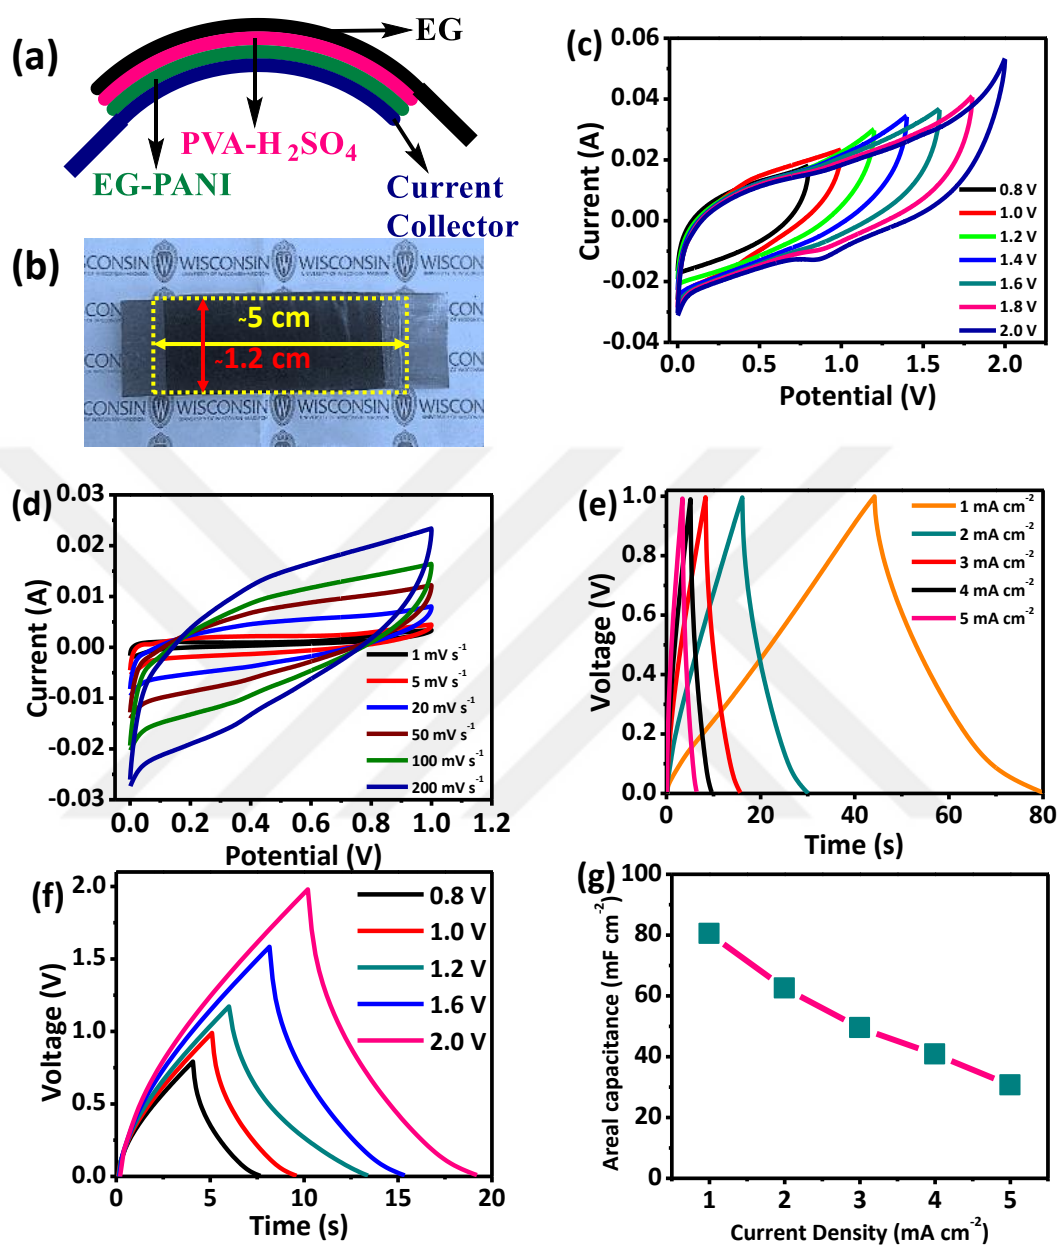 (a)
EG
PVA-H2SO4
EG-PANI
Current
Collector
(b)
WISCONSIN
WISCONSIN
WISCONSIN
~5 cm
~1.2 cm
WISCONSIN
WISCONSIN
WISCONSIN
(c)
0.06
0.04
0.02
0.00
-0.02
-0.04
Current (A)
0.8 V
1.0 V
1.2 V
1.4 V
1.6 V
1.8 V
2.0 V
0.0 0.5 1.0 1.5 2.0
Potential (V)
(d)
0.03
0.02
0.01
0.00
-0.01
-0.02
-0.03
Current (A)
1 mV s-1
5 mV s-1
20 mV s-1
50 mV s-1
100 mV s-1
200 mV s-1
0.0 0.2 0.4 0.6 0.8 1.0 1.2
Potential (V)
(e)
1.0
0.8
0.6
0.4
0.2
0.0
Voltage (V)
1 mA cm-2
2 mA cm-2
3 mA cm-2
4 mA cm-2
5 mA cm-2
0 20 40 60 80
Time (s)
(f)
2.0
1.5
1.0
0.5
0.0
Voltage (V)
0.8 V
1.0 V
1.2 V
1.6 V
2.0 V
0 5 10 15 20
Time (s)
(g)
100
80
60
40
20
0
Areal capacitance (mF cm-2)
1 2 3 4 5
Current Density (mA cm-2)